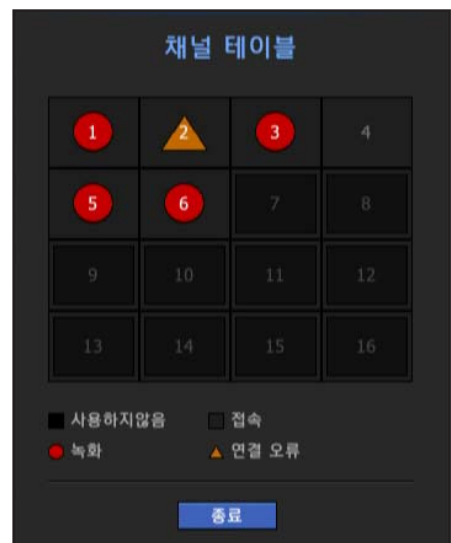 채널 테이블
1 2 3 4
5 6 7 8
9 10 11 12
13 14 15 16
사용하지않음 접속
녹화 연결 오류
종료